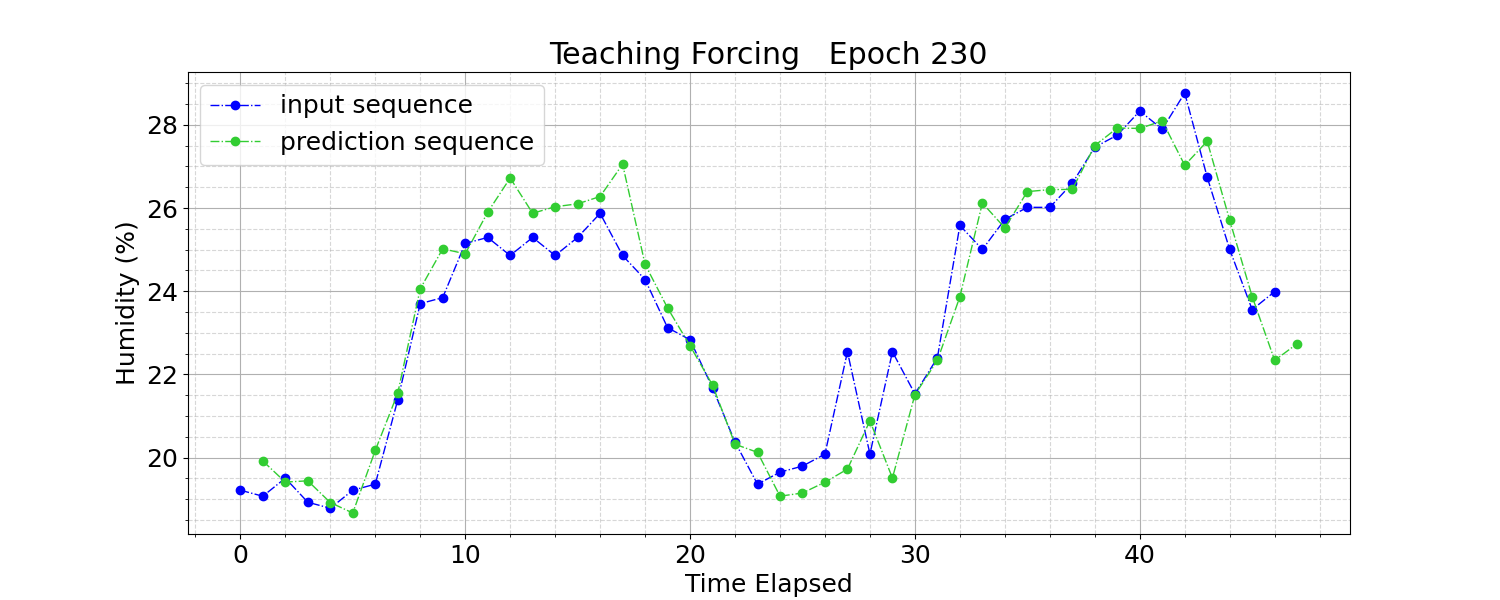 Teaching Forcing   Epoch 230
input sequence
prediction sequence
Humidity (%)
28
26
24
22
20
0 10 20 30 40
Time Elapsed